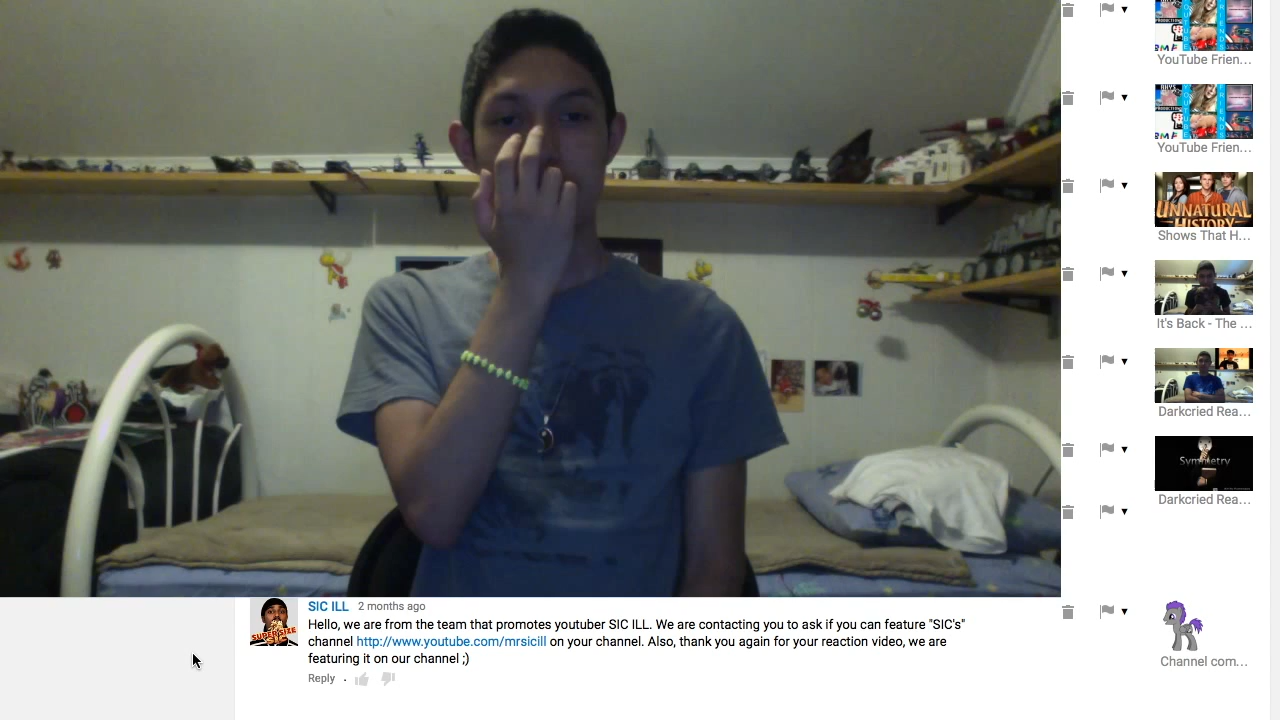 YouTube Frien...
YouTube Frien...
UNNATURAL
HISTORY
Shows That H...
It's Back - The ...
Darkcried Rea...
Symmetry
Darkcried Rea...
SIC ILL 2 months ago
Hello, we are from the team that promotes youtuber SIC ILL. We are contacting you to ask if you can feature "SIC's"
channel http://www.youtube.com/mrsicill on your channel. Also, thank you again for your reaction video, we are
featuring it on our channel ;)
Reply .
SUPERSIZE
Channel com...